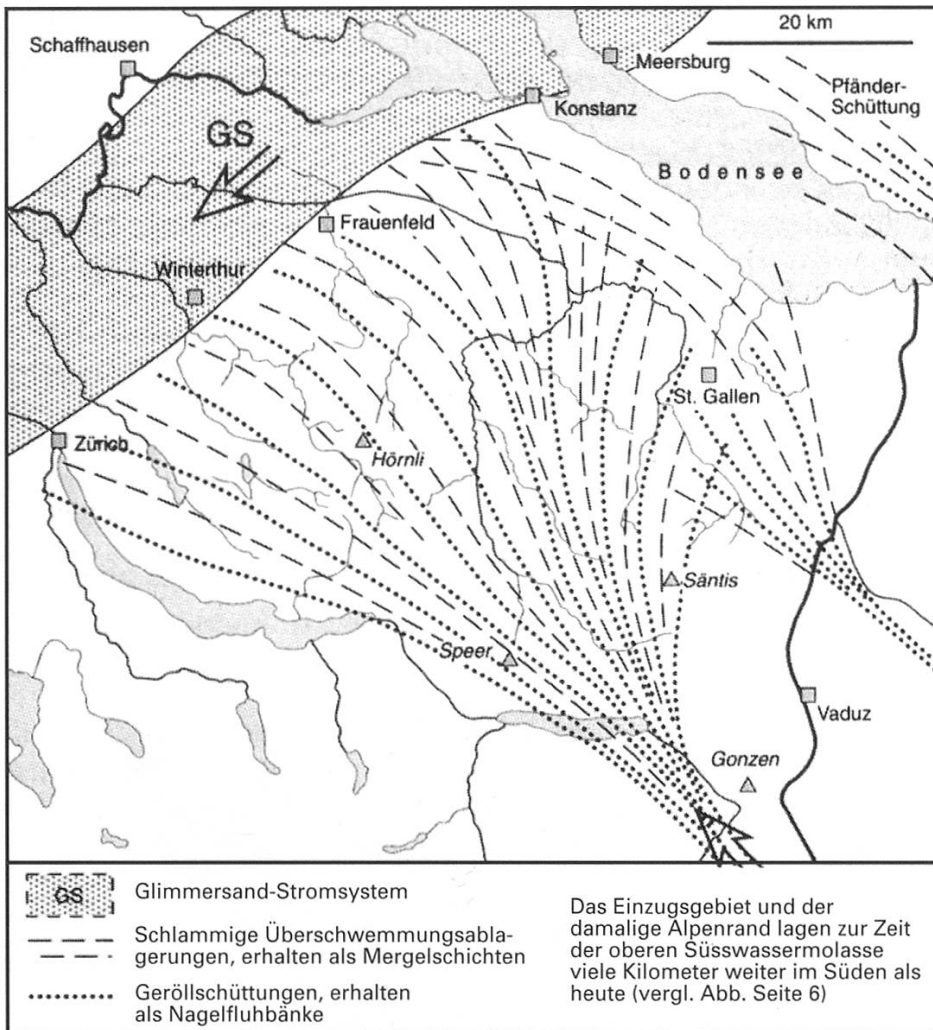 20 km
Schaffhausen
Meersburg
Pfänder-
Schüttung
Konstanz
GS
Bodensee
Frauenfeld
Winterthur
St. Gallen
Zürich
Hörnli
Säntis
Speer
Vaduz
Gonzen
GS Glimmersand-Stromsystem
Schlammige Überschwemmungsabla-
gerungen, erhalten als Mergelschichten
Geröllschüttungen, erhalten
als Nagelfluhbänke
Das Einzugsgebiet und der
damalige Alpenrand lagen zur Zeit
der oberen Süsswassermolasse
viele Kilometer weiter im Süden als
heute (vergl. Abb. Seite 6)